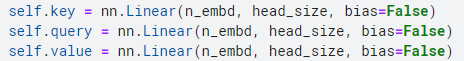 self.key = nn.Linear(n_embd, head_size, bias=False)
self.query = nn.Linear(n_embd, head_size, bias=False)
self.value = nn.Linear(n_embd, head_size, bias=False)